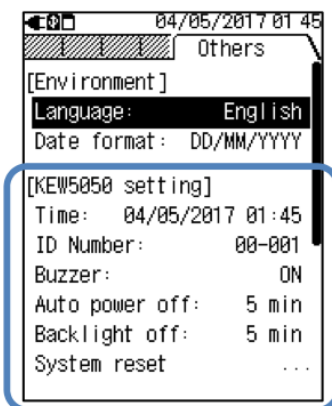 04/05/2017 01 45
Others
[Environment]
Language: English
Date format: DD/MM/YYYY
[KEW5050 setting]
Time: 04/05/2017 01:45
ID Number: 00-001
Buzzer: ON
Auto power off: 5 min
Backlight off: 5 min
System reset ...